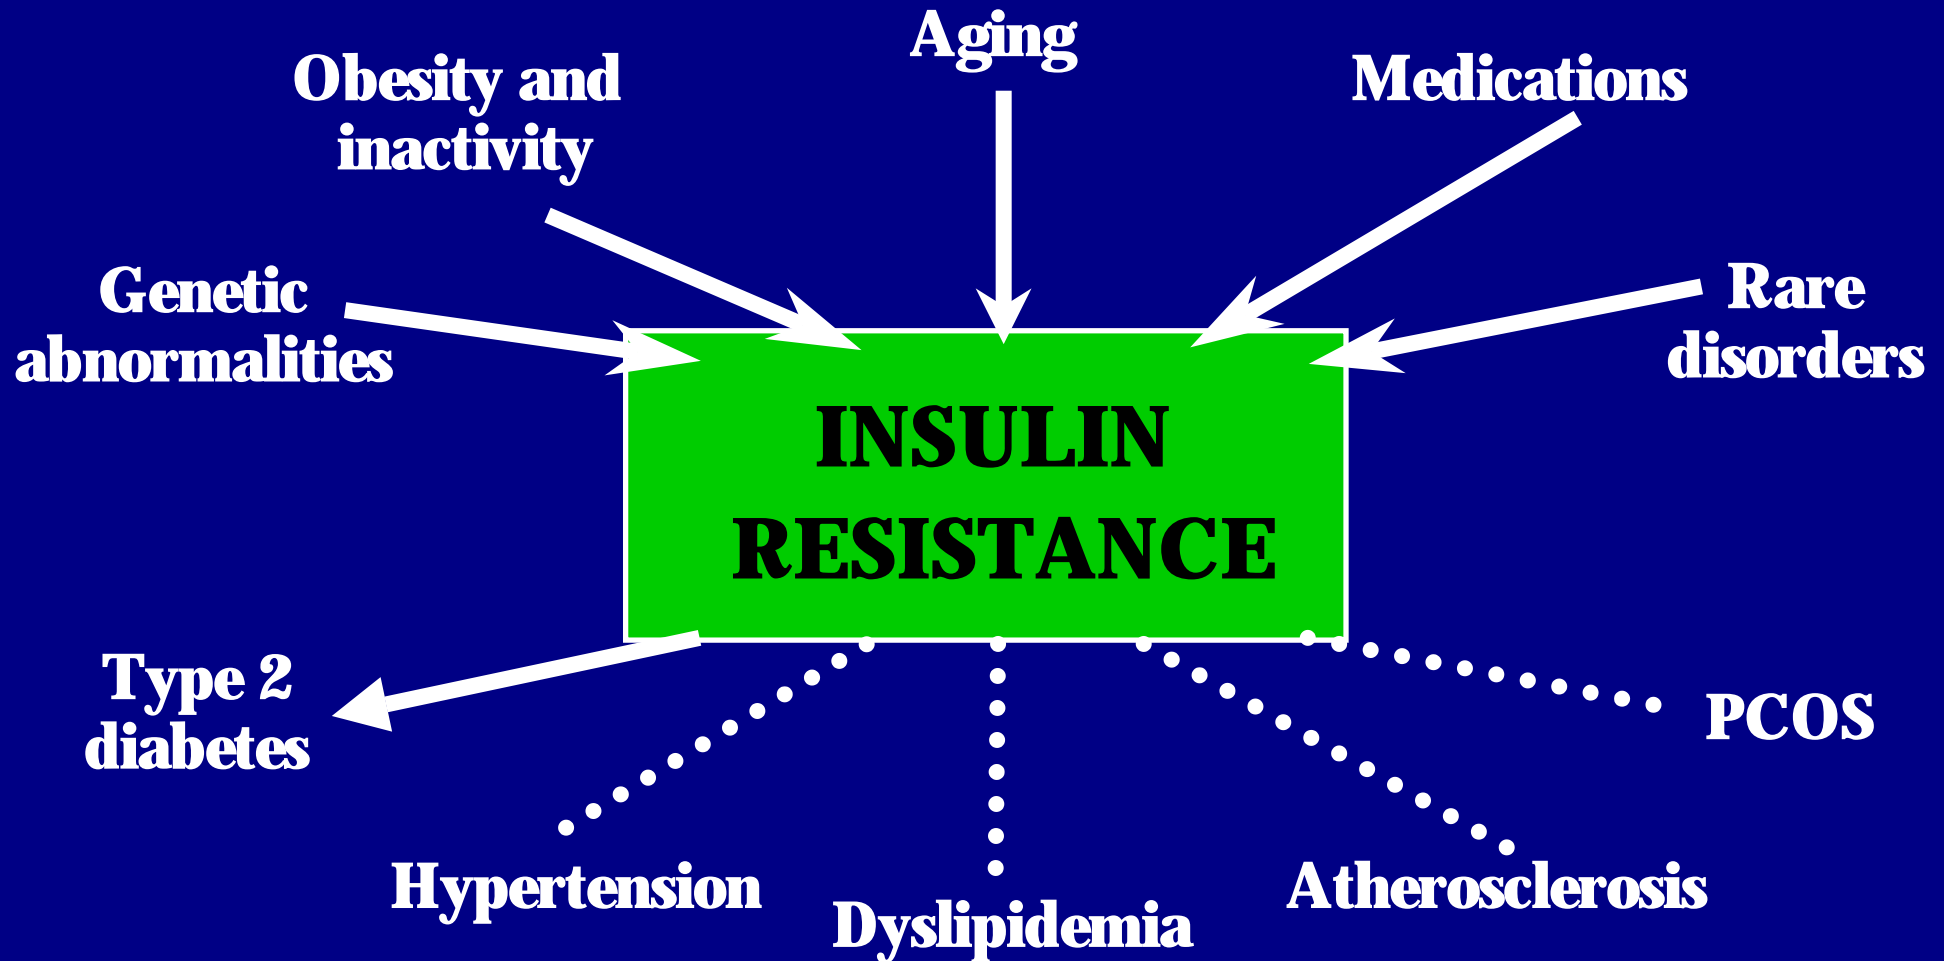 Aging
Obesity and
inactivity
Medications
Genetic
abnormalities
Rare
disorders
INSULIN
RESISTANCE
Type 2
diabetes
PCOS
Hypertension
Dyslipidemia
Atherosclerosis